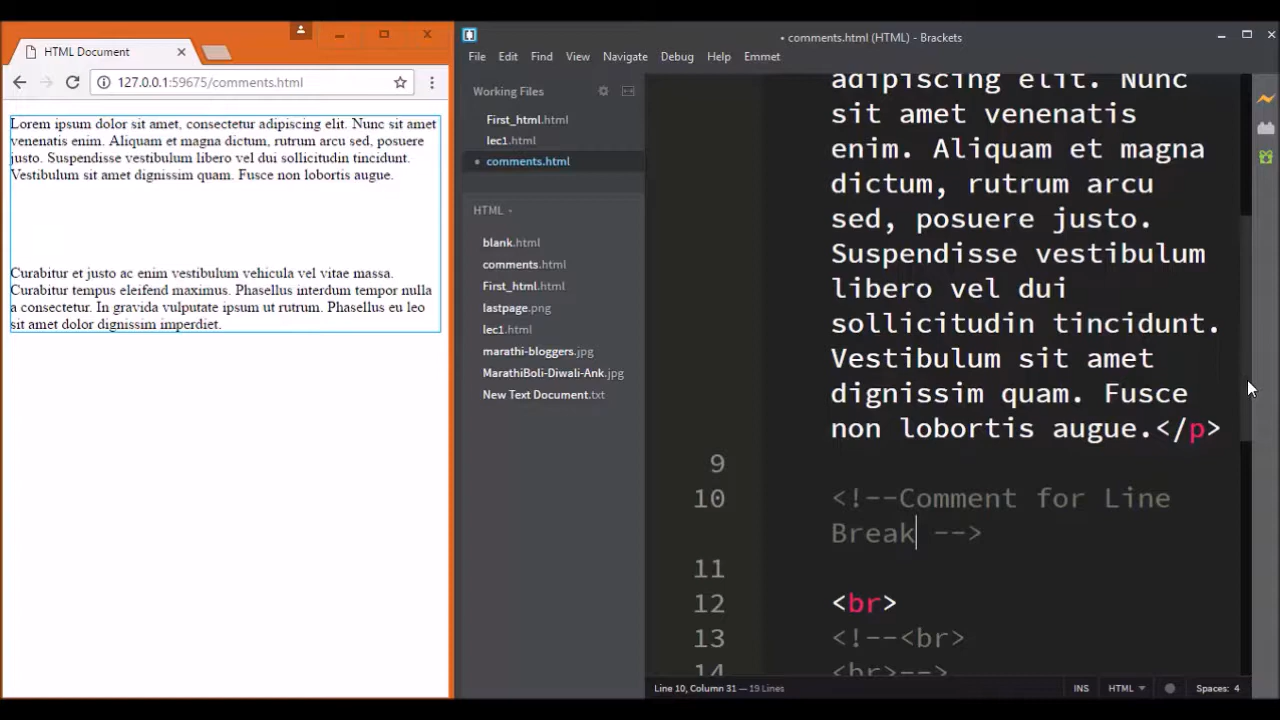 HTML Document
127.0.0.1:59675/comments.html
Lorem ipsum dolor sit amet, consectetur adipiscing elit. Nunc sit amet
venenatis enim. Aliquam et magna dictum, rutrum arcu sed, posuere
justo. Suspendisse vestibulum libero vel dui sollicitudin tincidunt.
Vestibulum sit amet dignissim quam. Fusce non lobortis augue.
Curabitur et justo ac enim vestibulum vehicula vel vitae massa.
Curabitur tempus eleifend maximus. Phasellus interdum tempor nulla
a consectetur. In gravida vulputate ipsum ut rutrum. Phasellus eu leo
sit amet dolor dignissim imperdiet.
• comments.html (HTML) - Brackets
File Edit Find View Navigate Debug Help Emmet
Working Files
First_html.html
lec1.html
comments.html
HTML
blank.html
comments.html
First_html.html
lastpage.png
lec1.html
marathi-bloggers.jpg
MarathiBoli-Diwali-Ank.jpg
New Text Document.txt
adipiscing elit. Nunc
sit amet venenatis
enim. Aliquam et magna
dictum, rutrum arcu
sed, posuere justo.
Suspendisse vestibulum
libero vel dui
sollicitudin tincidunt.
Vestibulum sit amet
dignissim quam. Fusce
non lobortis augue.</p>
9
10 <!--Comment for Line
Break -->
11
12 <br>
13 <!--<br>
14 <br>-->
Line 10, Column 31 — 19 Lines
INS HTML Spaces: 4